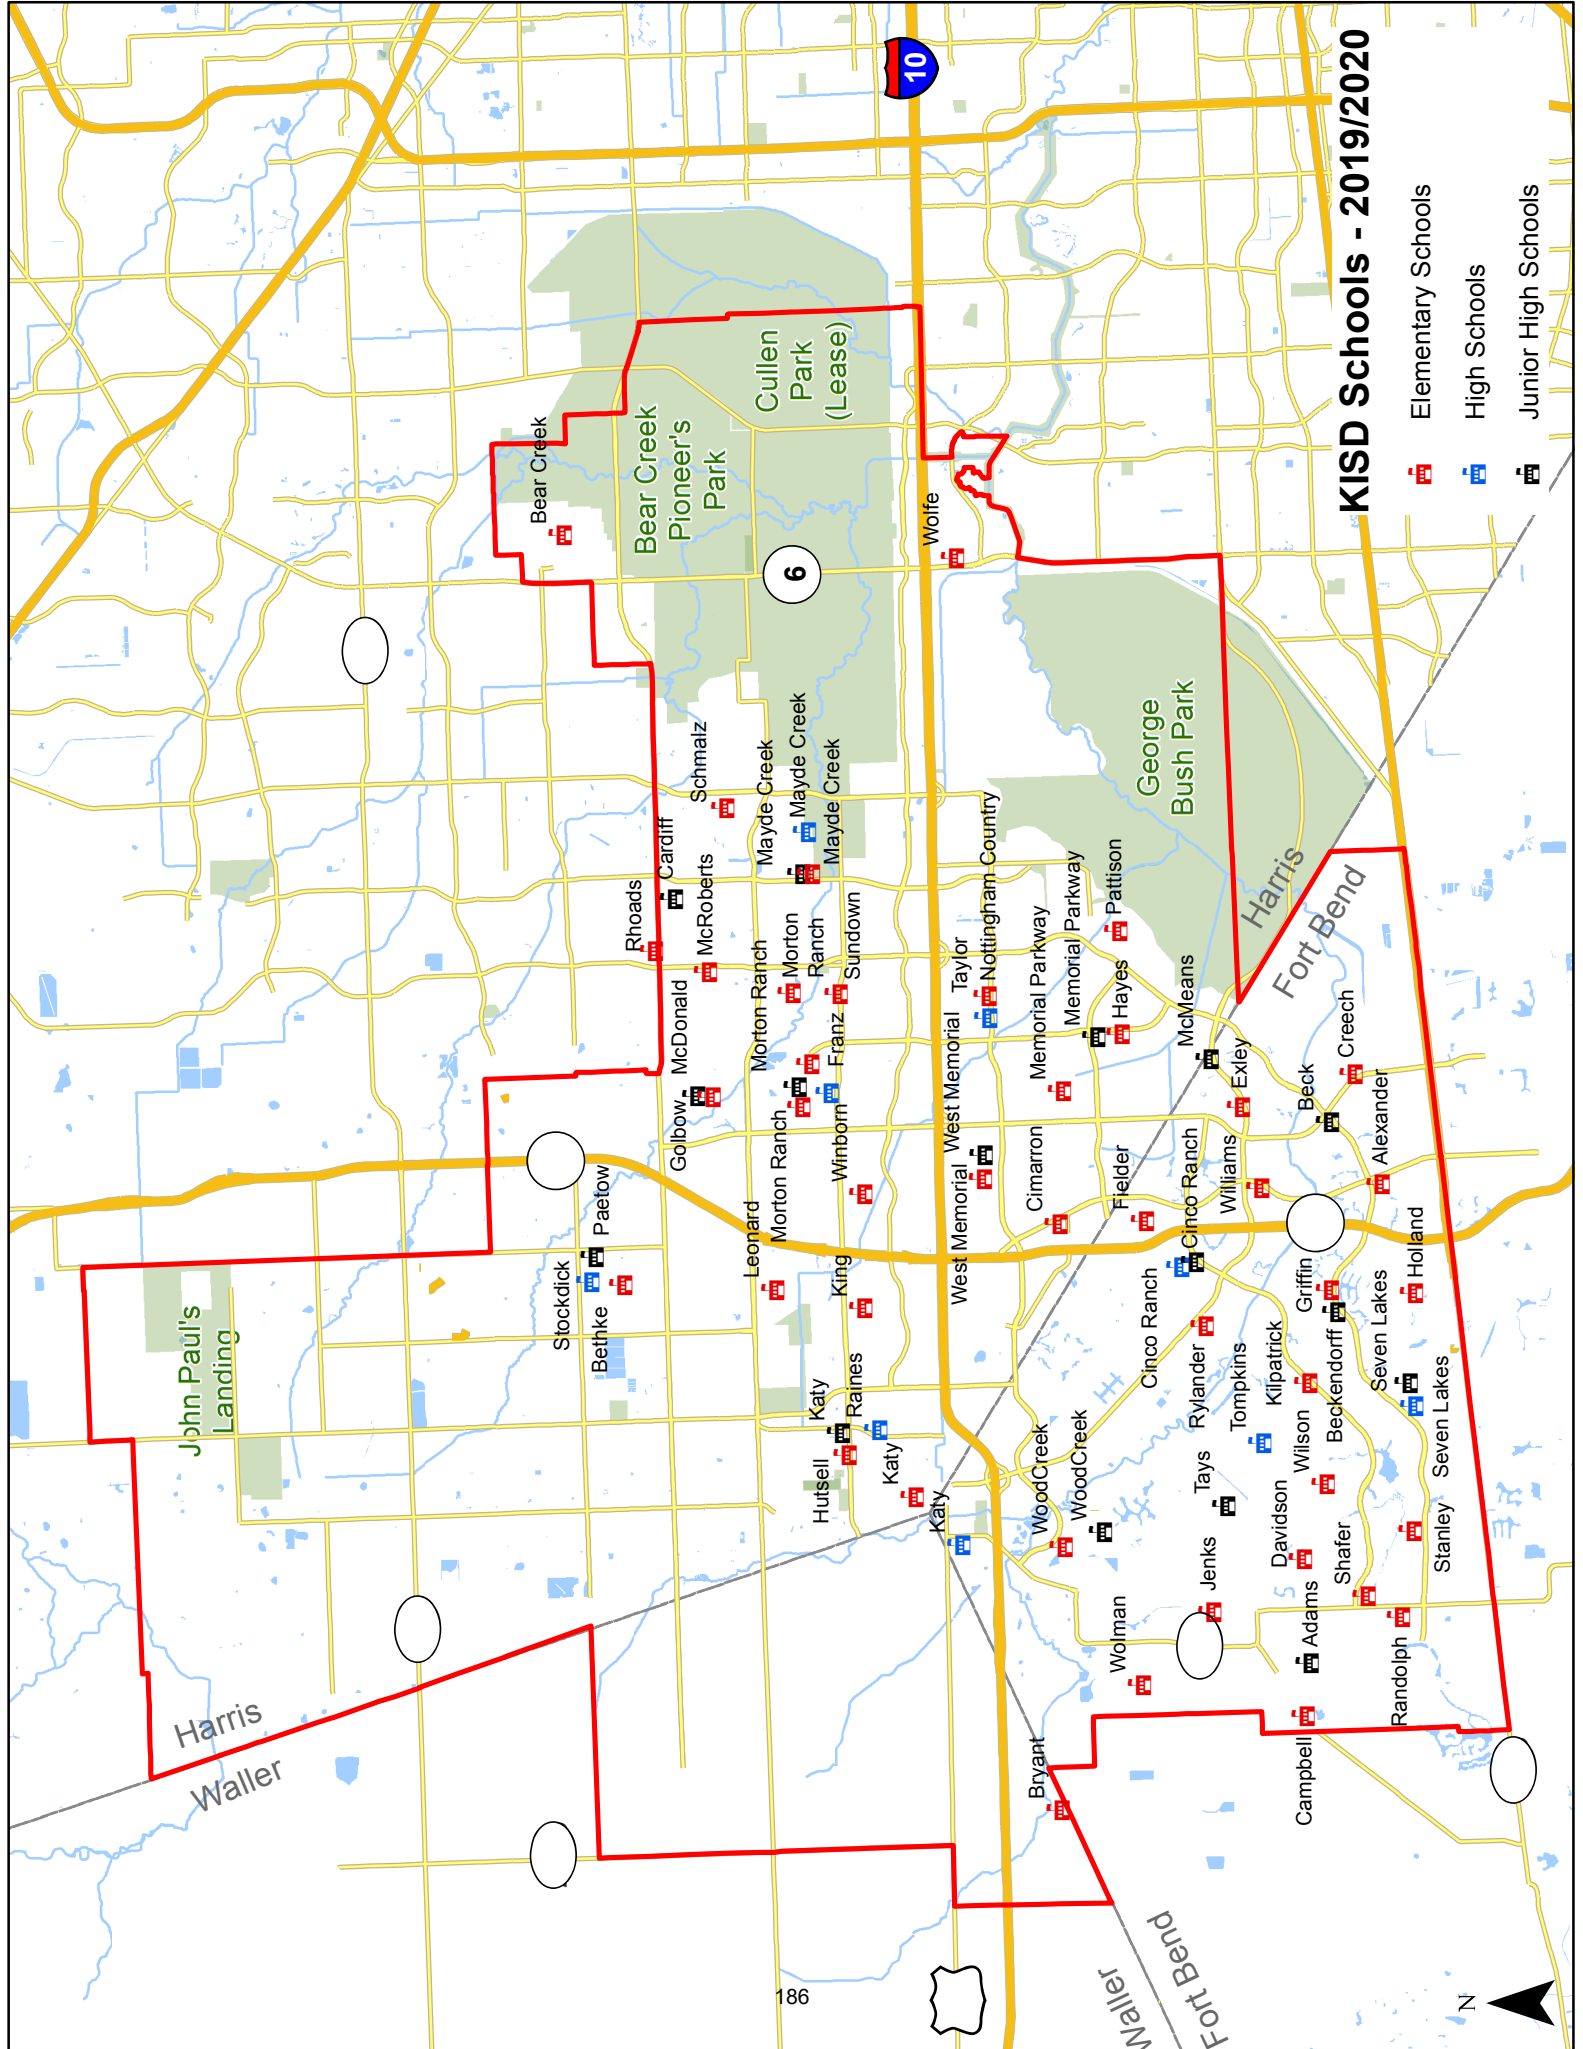 KISD Schools - 2019/2020
Elementary Schools
High Schools
Junior High Schools
10
6
Bear Creek
Bear Creek
Pioneer's
Park
Cullen
Park
(Lease)
Wolfe
George
Bush Park
Schmalz
Mayde Creek
Mayde Creek
Mayde Creek
Cardiff
Rhoads
McRoberts
Morton
Ranch
Sundown
McDonald
Morton Ranch
Franz
Golbow
Morton Ranch
Winborn
Leonard
King
Paetow
Stockdick
Bethke
John Paul's
Landing
Katy
Raines
Hutsell
Katy
Katy
Nottingham Country
Taylor
West Memorial
West Memorial
Memorial Parkway
Memorial Parkway
Pattison
Hayes
McMeans
Exley
Cimarron
Fielder
Cinco Ranch
Williams
Beck
Creech
Alexander
Harris
Fort Bend
Cinco Ranch
Griffin
Holland
Seven Lakes
Rylander
Tompkins
Kilpatrick
Beckendorff
Seven Lakes
WoodCreek
WoodCreek
Tays
Wilson
Davidson
Shafer
Stanley
Jenks
Adams
Wolman
Randolph
Campbell
Bryant
Harris
Waller
Waller
Fort Bend
186
N